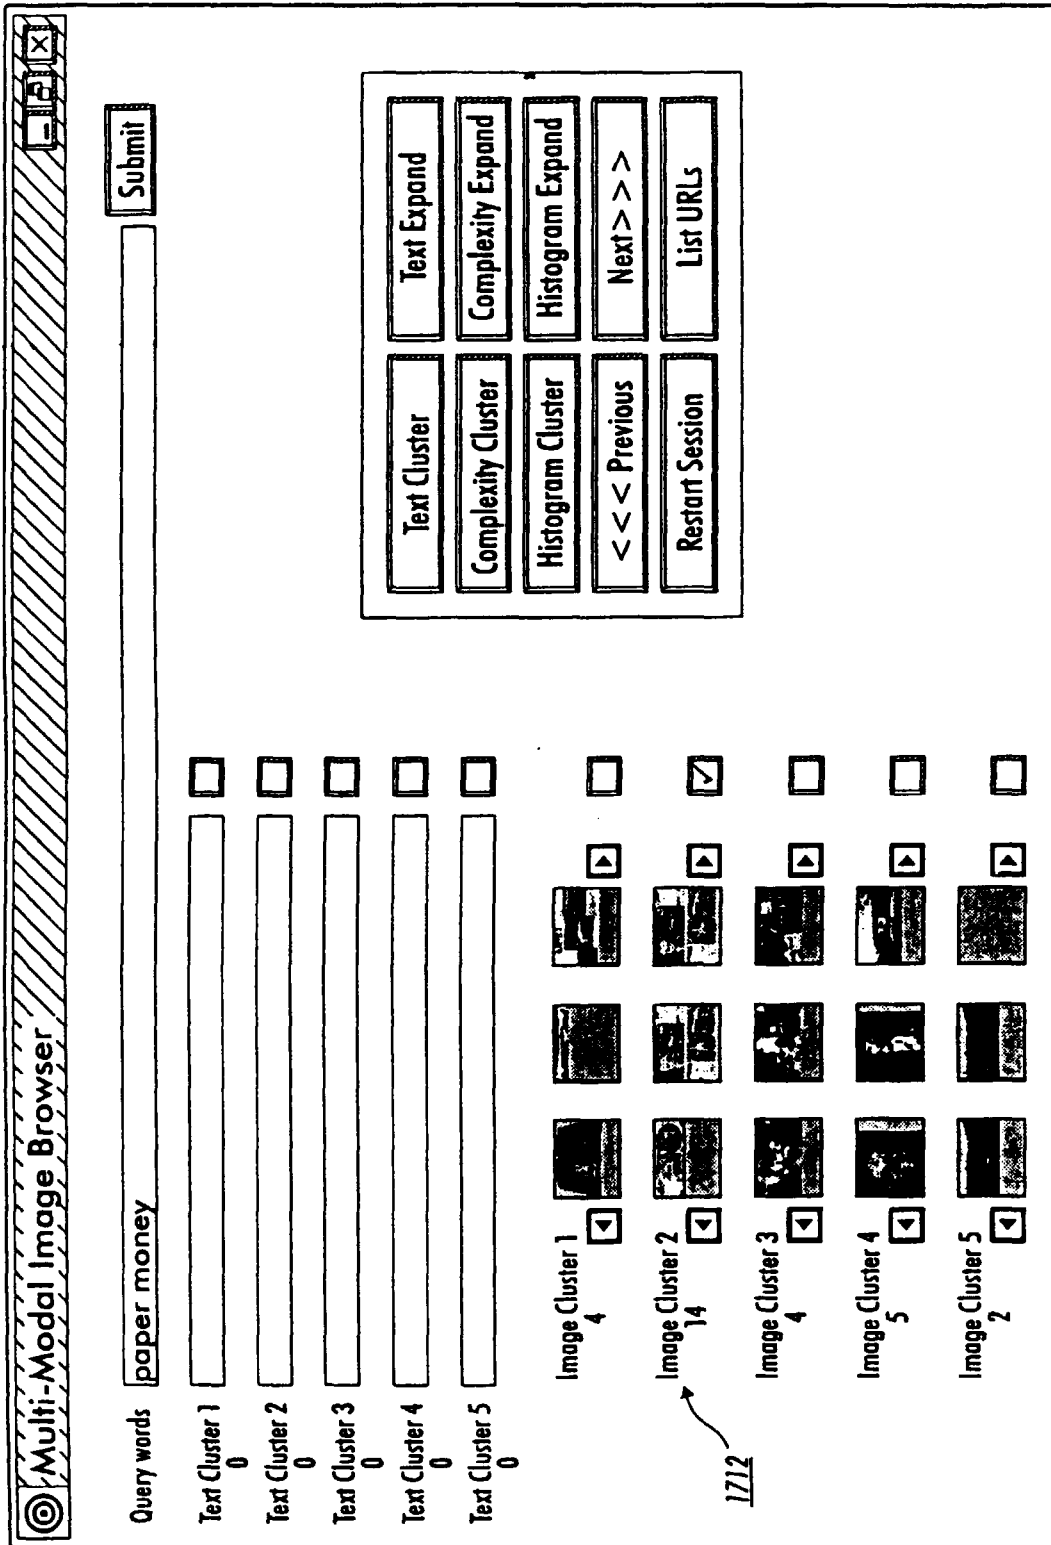 Multi-Modal Image Browser
Query words paper money Submit
Text Cluster 1
0
Text Cluster 2
0
Text Cluster 3
0
Text Cluster 4
0
Text Cluster 5
0
Text Cluster Text Expand
Complexity Cluster Complexity Expand
Histogram Cluster Histogram Expand
< < < Previous Next > > >
Restart Session List URLs
Image Cluster 1
4
Image Cluster 2
14
Image Cluster 3
4
Image Cluster 4
5
Image Cluster 5
2
1712